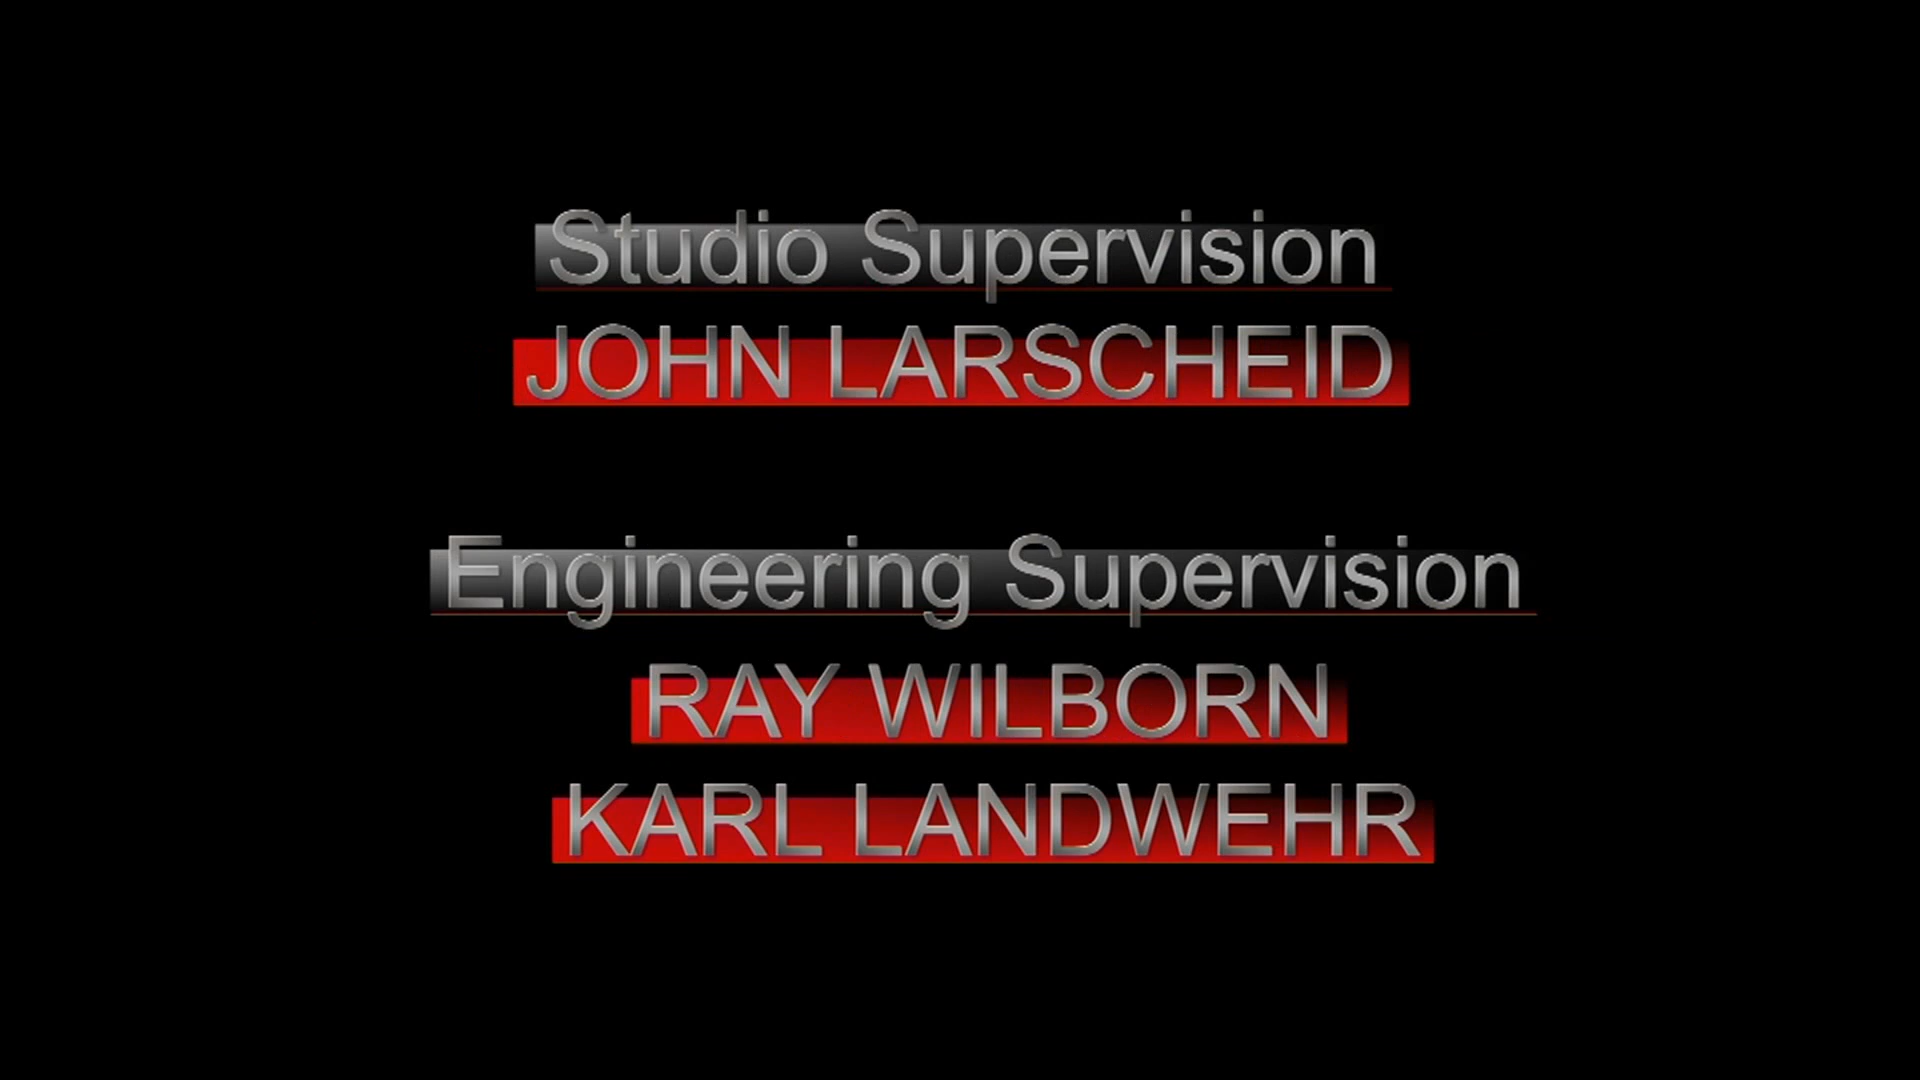 Studio Supervision
JOHN LARSCHEID
Engineering Supervision
RAY WILBORN
KARL LANDWEHR